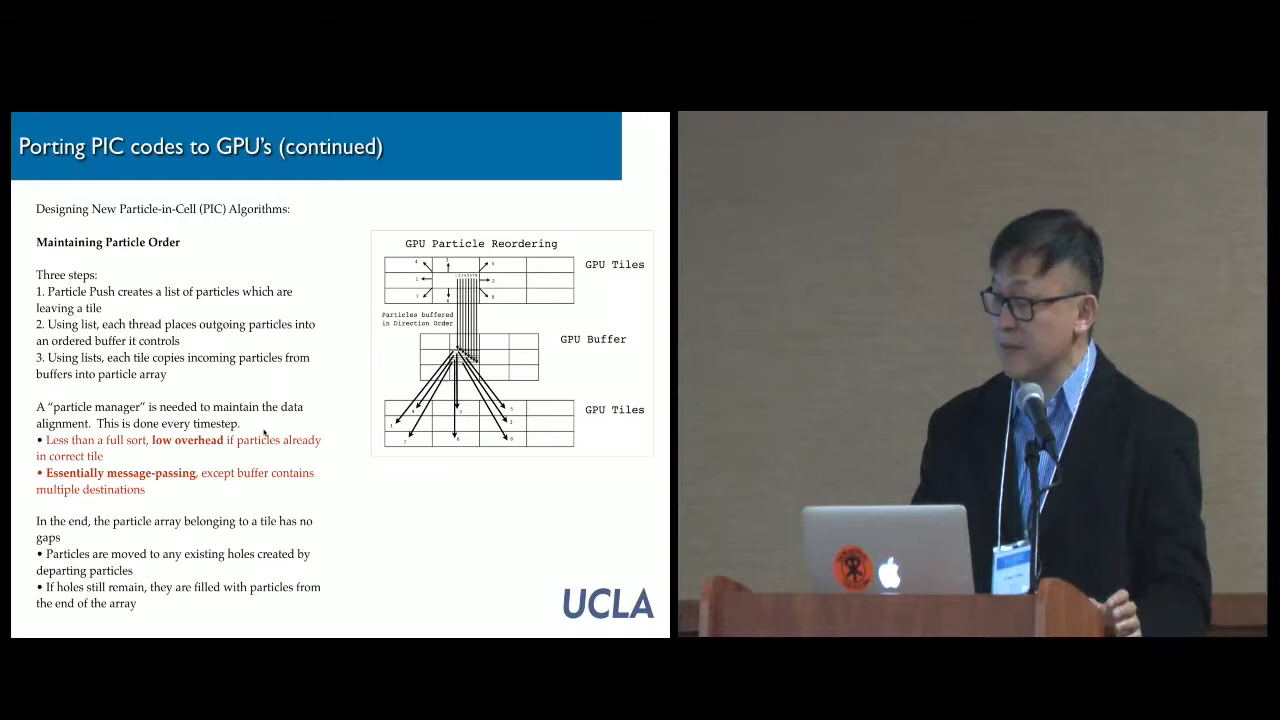 Porting PIC codes to GPU's (continued)
Designing New Particle-in-Cell (PIC) Algorithms:
Maintaining Particle Order
Three steps:
1. Particle Push creates a list of particles which are
leaving a tile
2. Using list, each thread places outgoing particles into
an ordered buffer it controls
3. Using lists, each tile copies incoming particles from
buffers into particle array
A “particle manager” is needed to maintain the data
alignment. This is done every timestep.
• Less than a full sort, low overhead if particles already
in correct tile
• Essentially message-passing, except buffer contains
multiple destinations
In the end, the particle array belonging to a tile has no
gaps
• Particles are moved to any existing holes created by
departing particles
• If holes still remain, they are filled with particles from
the end of the array
GPU Particle Reordering
GPU Tiles
Particles buffered
in Direction Order
GPU Buffer
GPU Tiles
UCLA